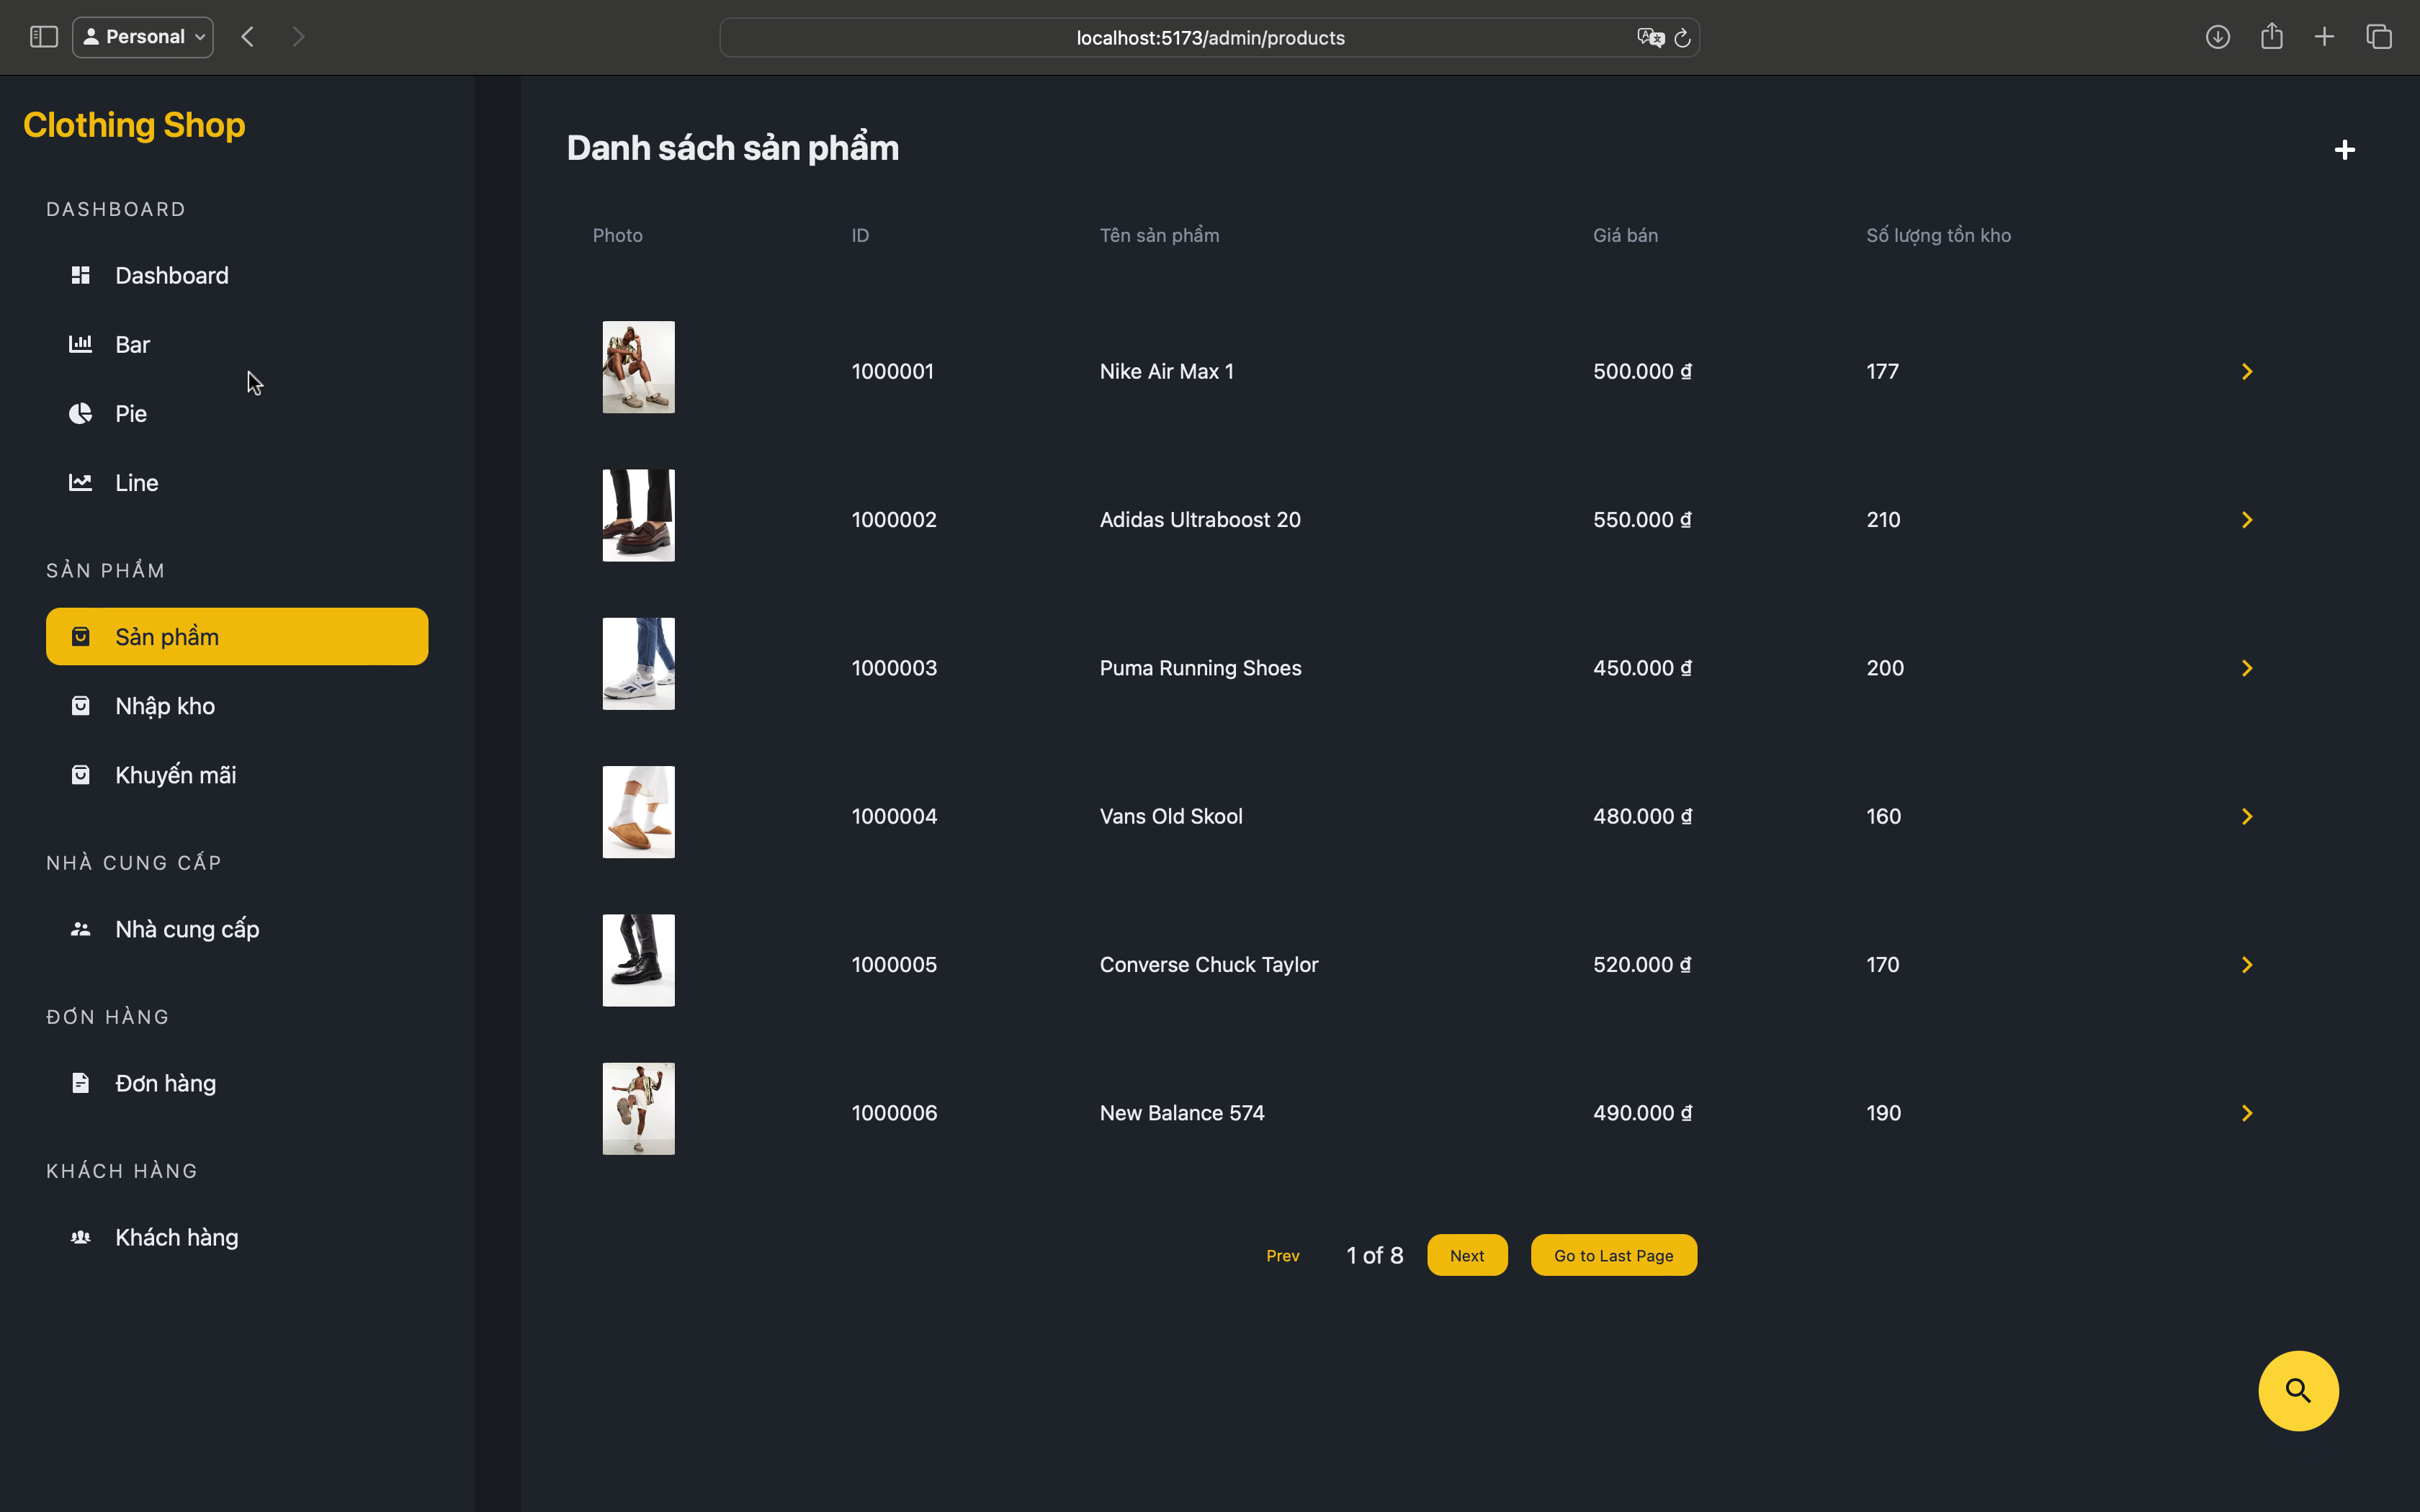 Personal
localhost:5173/admin/products
Clothing Shop
DASHBOARD
Dashboard
Bar
Pie
Line
SẢN PHẨM
Sản phẩm
Nhập kho
Khuyến mãi
NHÀ CUNG CẤP
Nhà cung cấp
ĐƠN HÀNG
Đơn hàng
KHÁCH HÀNG
Khách hàng
Danh sách sản phẩm
Photo ID Tên sản phẩm Giá bán Số lượng tồn kho
1000001 Nike Air Max 1 500.000 ₫ 177
1000002 Adidas Ultraboost 20 550.000 ₫ 210
1000003 Puma Running Shoes 450.000 ₫ 200
1000004 Vans Old Skool 480.000 ₫ 160
1000005 Converse Chuck Taylor 520.000 ₫ 170
1000006 New Balance 574 490.000 ₫ 190
Prev 1 of 8 Next Go to Last Page